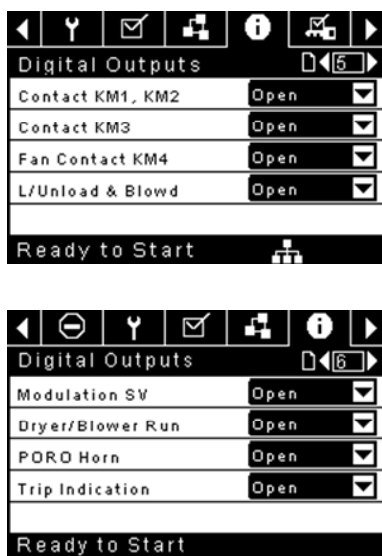 Digital Outputs 5
Contact KM1, KM2 Open
Contact KM3 Open
Fan Contact KM4 Open
L/Unload & Blowd Open
Ready to Start
Digital Outputs 6
Modulation SV Open
Dryer/Blower Run Open
PORO Horn Open
Trip Indication Open
Ready to Start